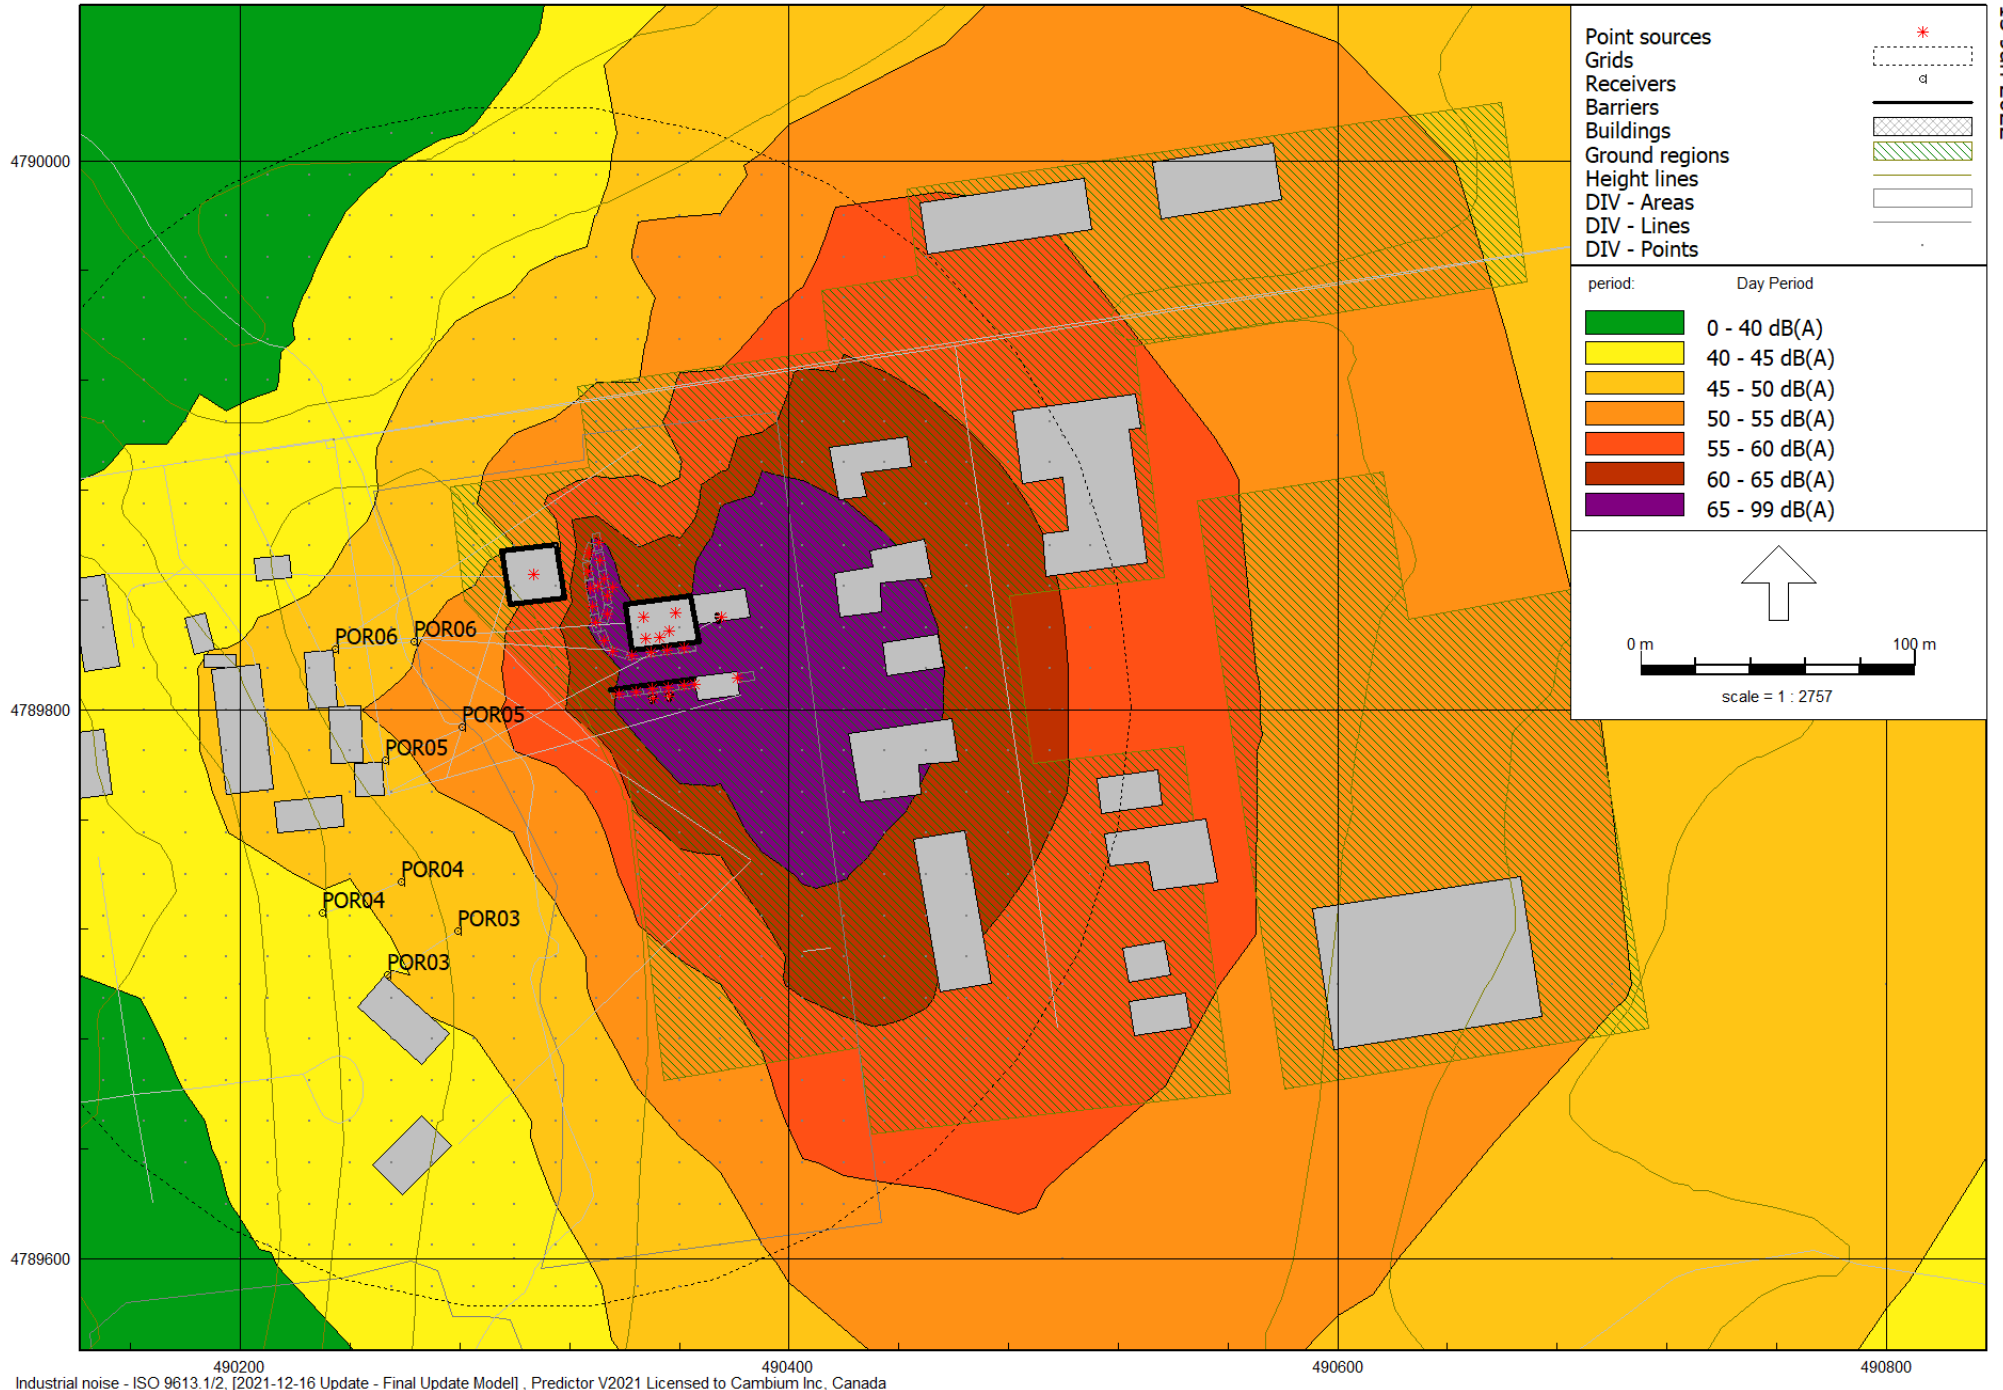 Point sources
Grids
Receivers
Barriers
Buildings
Ground regions
Height lines
DIV - Areas
DIV - Lines
DIV - Points
period: Day Period
0 - 40 dB(A)
40 - 45 dB(A)
45 - 50 dB(A)
50 - 55 dB(A)
55 - 60 dB(A)
60 - 65 dB(A)
65 - 99 dB(A)
0 m 100 m
scale = 1 : 2757
4790000
4789800
4789600
POR06 POR06
POR05
POR05
POR04
POR04
POR03
POR03
490200 490400 490600 490800
Industrial noise - ISO 9613.1/2, [2021-12-16 Update - Final Update Model] , Predictor V2021 Licensed to Cambium Inc, Canada